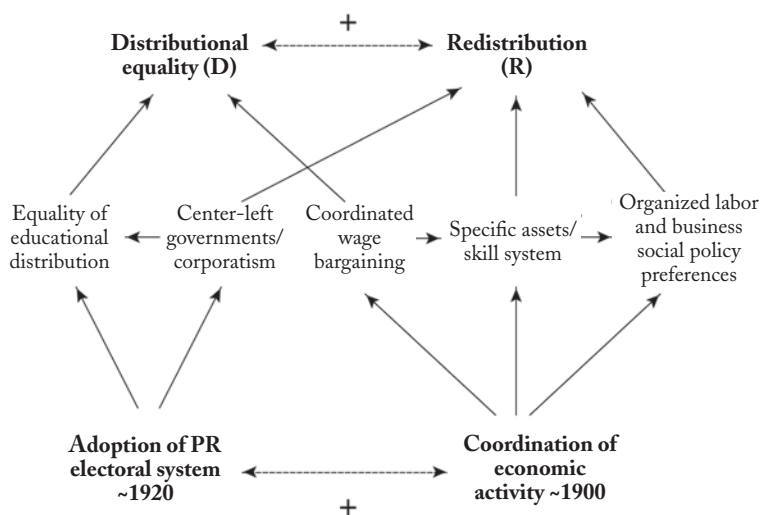 +
Distributional
equality (D)
Redistribution
(R)
Equality of
educational
distribution
Center-left
governments/
corporatism
Coordinated
wage
bargaining
Specific assets/
skill system
Organized labor
and business
social policy
preferences
Adoption of PR
electoral system
~1920
Coordination of
economic
activity ~1900
+